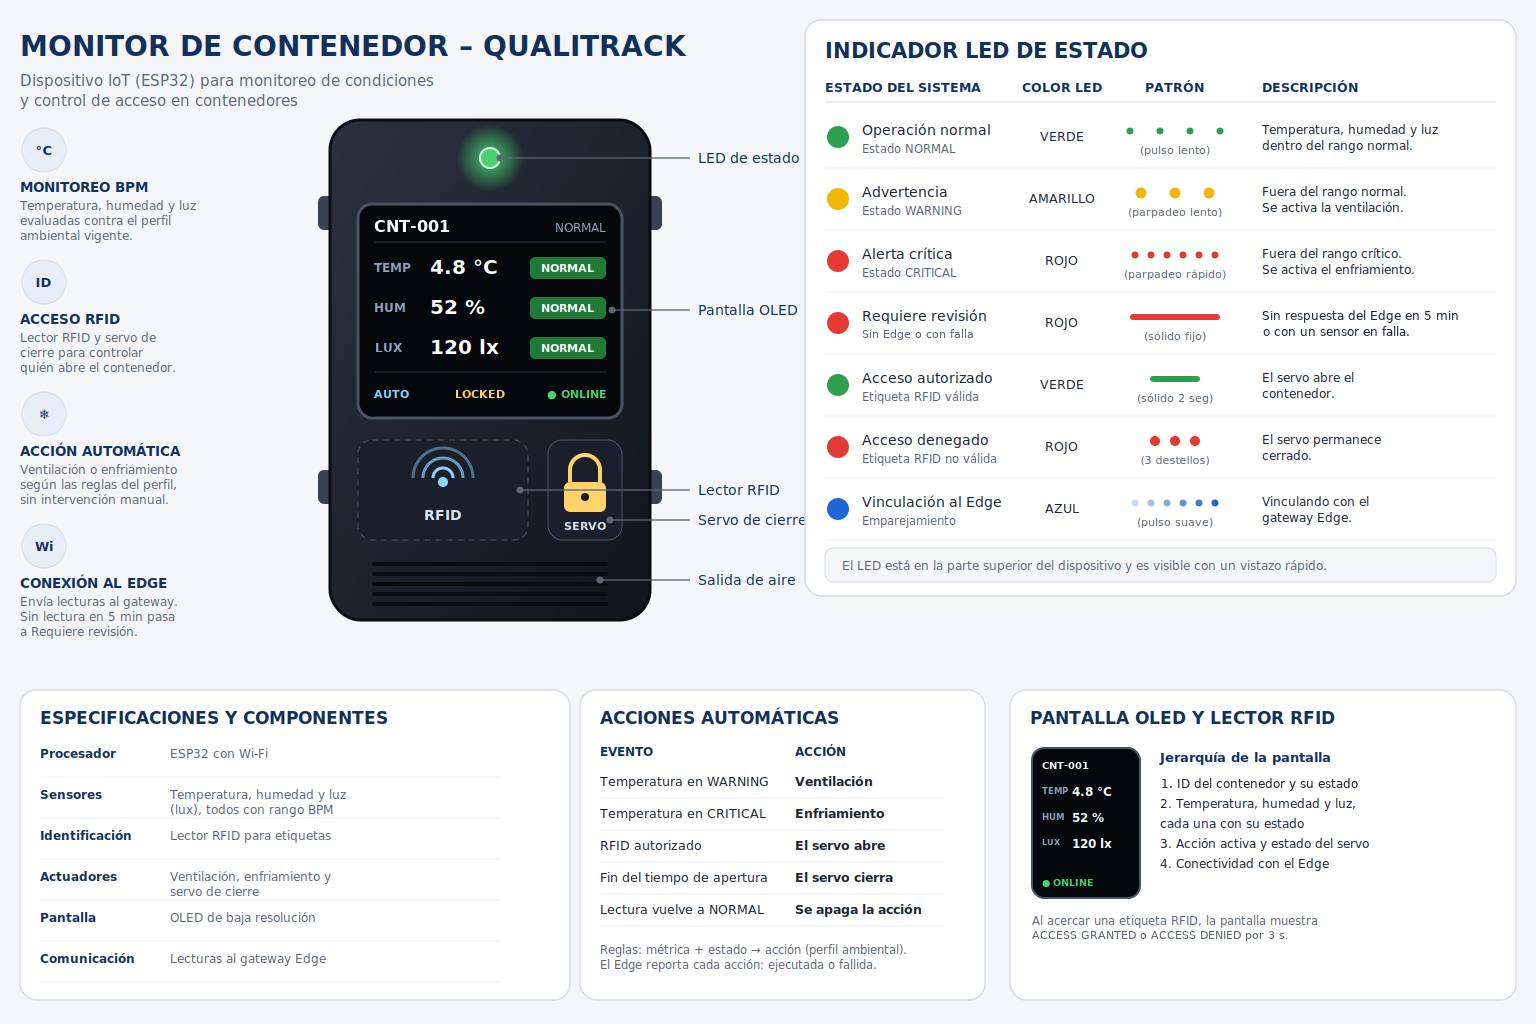 MONITOR DE CONTENEDOR – QUALITRACK
Dispositivo IoT (ESP32) para monitoreo de condiciones
y control de acceso en contenedores
°C
MONITOREO BPM
Temperatura, humedad y luz
evaluadas contra el perfil
ambiental vigente.
ID
ACCESO RFID
Lector RFID y servo de
cierre para controlar
quién abre el contenedor.
❄
ACCIÓN AUTOMÁTICA
Ventilación o enfriamiento
según las reglas del perfil,
sin intervención manual.
Wi
CONEXIÓN AL EDGE
Envía lecturas al gateway.
Sin lectura en 5 min pasa
a Requiere revisión.
CNT-001 NORMAL
TEMP 4.8 °C NORMAL
HUM 52 % NORMAL
LUX 120 lx NORMAL
AUTO LOCKED ● ONLINE
RFID
SERVO
LED de estado
Pantalla OLED
Lector RFID
Servo de cierre
Salida de aire
INDICADOR LED DE ESTADO
ESTADO DEL SISTEMA COLOR LED PATRÓN DESCRIPCIÓN
Operación normal
Estado NORMAL
VERDE
(pulso lento)
Temperatura, humedad y luz
dentro del rango normal.
Advertencia
Estado WARNING
AMARILLO
(parpadeo lento)
Fuera del rango normal.
Se activa la ventilación.
Alerta crítica
Estado CRITICAL
ROJO
(parpadeo rápido)
Fuera del rango crítico.
Se activa el enfriamiento.
Requiere revisión
Sin Edge o con falla
ROJO
(sólido fijo)
Sin respuesta del Edge en 5 min
o con un sensor en falla.
Acceso autorizado
Etiqueta RFID válida
VERDE
(sólido 2 seg)
El servo abre el
contenedor.
Acceso denegado
Etiqueta RFID no válida
ROJO
(3 destellos)
El servo permanece
cerrado.
Vinculación al Edge
Emparejamiento
AZUL
(pulso suave)
Vinculando con el
gateway Edge.
El LED está en la parte superior del dispositivo y es visible con un vistazo rápido.
ESPECIFICACIONES Y COMPONENTES
Procesador ESP32 con Wi-Fi
Sensores Temperatura, humedad y luz
(lux), todos con rango BPM
Identificación Lector RFID para etiquetas
Actuadores Ventilación, enfriamiento y
servo de cierre
Pantalla OLED de baja resolución
Comunicación Lecturas al gateway Edge
ACCIONES AUTOMÁTICAS
EVENTO ACCIÓN
Temperatura en WARNING Ventilación
Temperatura en CRITICAL Enfriamiento
RFID autorizado El servo abre
Fin del tiempo de apertura El servo cierra
Lectura vuelve a NORMAL Se apaga la acción
Reglas: métrica + estado → acción (perfil ambiental).
El Edge reporta cada acción: ejecutada o fallida.
PANTALLA OLED Y LECTOR RFID
CNT-001
TEMP 4.8 °C
HUM 52 %
LUX 120 lx
● ONLINE
Jerarquía de la pantalla
1. ID del contenedor y su estado
2. Temperatura, humedad y luz,
cada una con su estado
3. Acción activa y estado del servo
4. Conectividad con el Edge
Al acercar una etiqueta RFID, la pantalla muestra
ACCESS GRANTED o ACCESS DENIED por 3 s.